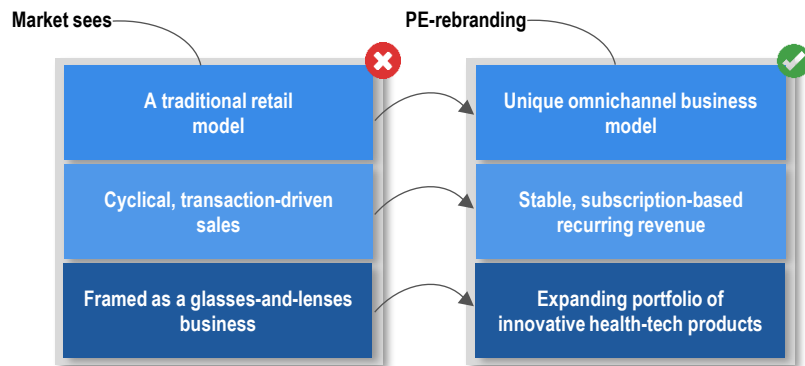 Market sees
PE-rebranding
A traditional retail
model
Unique omnichannel business
model
Cyclical, transaction-driven
sales
Stable, subscription-based
recurring revenue
Framed as a glasses-and-lenses
business
Expanding portfolio of
innovative health-tech products